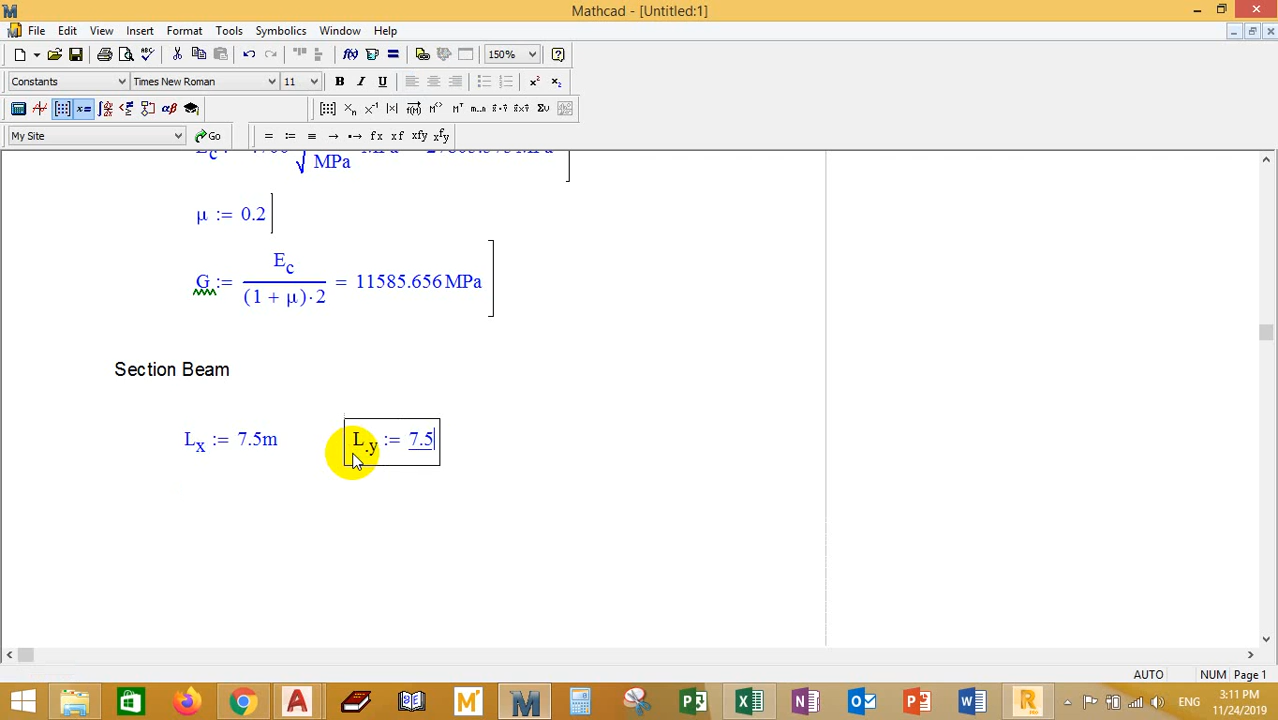 Mathcad - [Untitled:1]
File Edit View Insert Format Tools Symbolics Window Help
150%
Constants Times New Roman 11 B I U
My Site Go
MPa
μ := 0.2
G := E_c / (1 + μ)·2 = 11585.656 MPa
Section Beam
L_x := 7.5m L_.y := 7.5
AUTO NUM Page 1
ENG 3:11 PM
11/24/2019